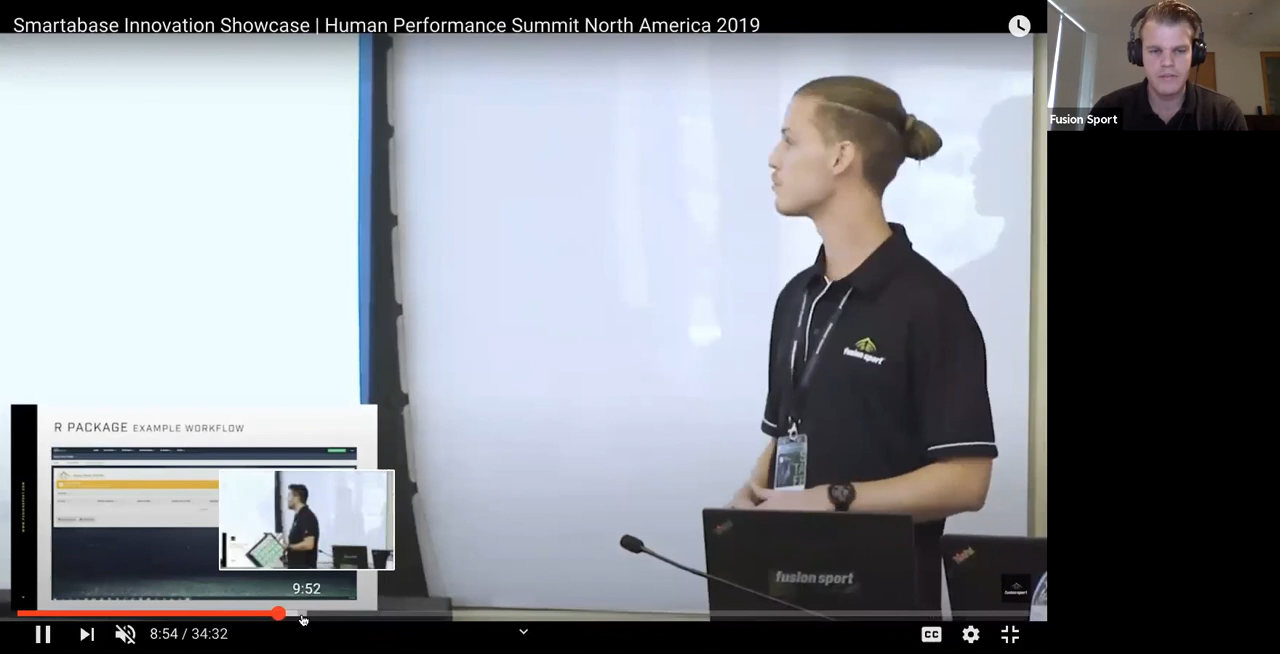 Smartabase Innovation Showcase | Human Performance Summit North America 2019
Fusion Sport
fusion sport
R PACKAGE EXAMPLE WORKFLOW
9:52
fusion sport
8:54 / 34:32
CC